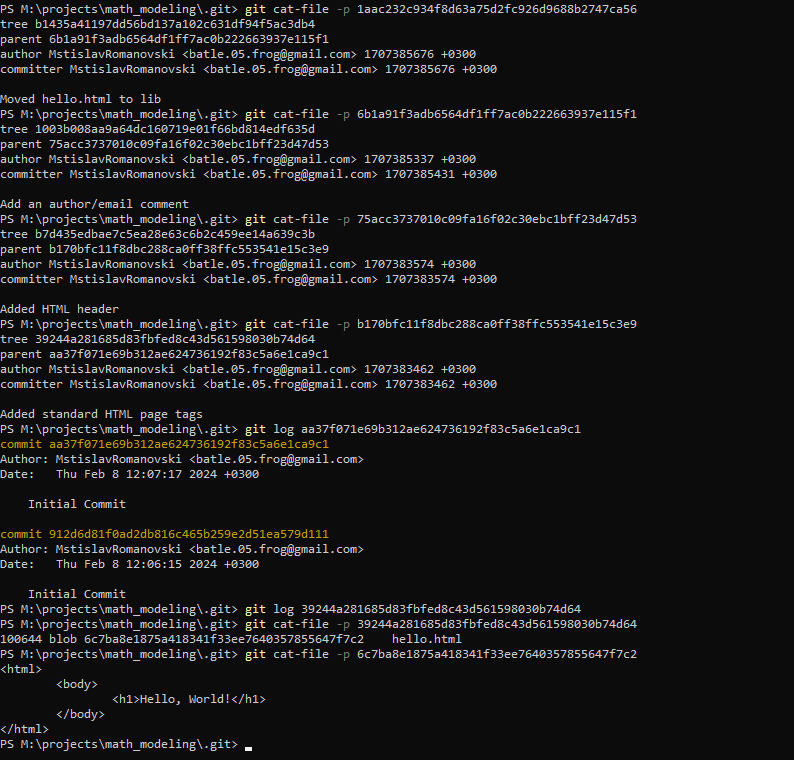 PS M:\projects\math_modeling\.git> git cat-file -p 1aac232c934f8d63a75d2fc926d9688b2747ca56
tree b1435a41197dd56bd137a102c631df94f5ac3db4
parent 6b1a91f3adb6564df1ff7ac0b222663937e115f1
author MstislavRomanovski <batle.05.frog@gmail.com> 1707385676 +0300
committer MstislavRomanovski <batle.05.frog@gmail.com> 1707385676 +0300

Moved hello.html to lib
PS M:\projects\math_modeling\.git> git cat-file -p 6b1a91f3adb6564df1ff7ac0b222663937e115f1
tree 1003b008aa9a64dc160719e01f66bd814edf635d
parent 75acc3737010c09fa16f02c30ebc1bff23d47d53
author MstislavRomanovski <batle.05.frog@gmail.com> 1707385337 +0300
committer MstislavRomanovski <batle.05.frog@gmail.com> 1707385431 +0300

Add an author/email comment
PS M:\projects\math_modeling\.git> git cat-file -p 75acc3737010c09fa16f02c30ebc1bff23d47d53
tree b7d435edbae7c5ea28e63c6b2c459ee14a639c3b
parent b170bfc11f8dbc288ca0ff38ffc553541e15c3e9
author MstislavRomanovski <batle.05.frog@gmail.com> 1707383574 +0300
committer MstislavRomanovski <batle.05.frog@gmail.com> 1707383574 +0300

Added HTML header
PS M:\projects\math_modeling\.git> git cat-file -p b170bfc11f8dbc288ca0ff38ffc553541e15c3e9
tree 39244a281685d83fbfed8c43d561598030b74d64
parent aa37f071e69b312ae624736192f83c5a6e1ca9c1
author MstislavRomanovski <batle.05.frog@gmail.com> 1707383462 +0300
committer MstislavRomanovski <batle.05.frog@gmail.com> 1707383462 +0300

Added standard HTML page tags
PS M:\projects\math_modeling\.git> git log aa37f071e69b312ae624736192f83c5a6e1ca9c1
commit aa37f071e69b312ae624736192f83c5a6e1ca9c1
Author: MstislavRomanovski <batle.05.frog@gmail.com>
Date:   Thu Feb 8 12:07:17 2024 +0300

    Initial Commit

commit 912d6d81f0ad2db816c465b259e2d51ea579d111
Author: MstislavRomanovski <batle.05.frog@gmail.com>
Date:   Thu Feb 8 12:06:15 2024 +0300

    Initial Commit
PS M:\projects\math_modeling\.git> git log 39244a281685d83fbfed8c43d561598030b74d64
PS M:\projects\math_modeling\.git> git cat-file -p 39244a281685d83fbfed8c43d561598030b74d64
100644 blob 6c7ba8e1875a418341f33ee7640357855647f7c2    hello.html
PS M:\projects\math_modeling\.git> git cat-file -p 6c7ba8e1875a418341f33ee7640357855647f7c2
<html>
        <body>
                <h1>Hello, World!</h1>
        </body>
</html>
PS M:\projects\math_modeling\.git>